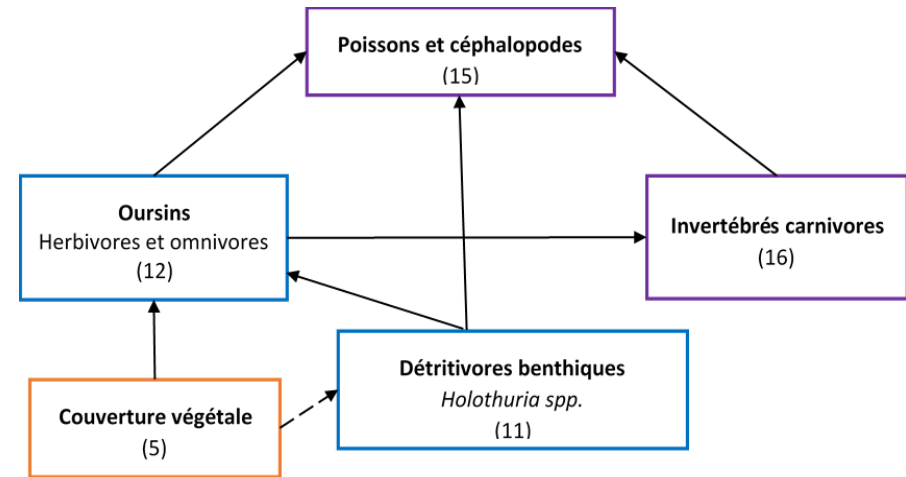 Poissons et céphalopodes
(15)
Oursins
Herbivores et omnivores
(12)
Invertébrés carnivores
(16)
Détritivores benthiques
Holothuria spp.
(11)
Couverture végétale
(5)